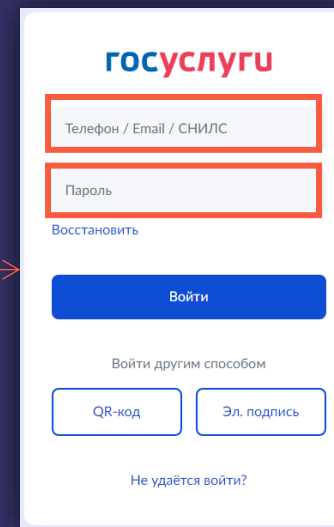 госуслуги
Телефон / Email / СНИЛС
Пароль
Восстановить
Войти
Войти другим способом
QR-код
Эл. подпись
Не удаётся войти?